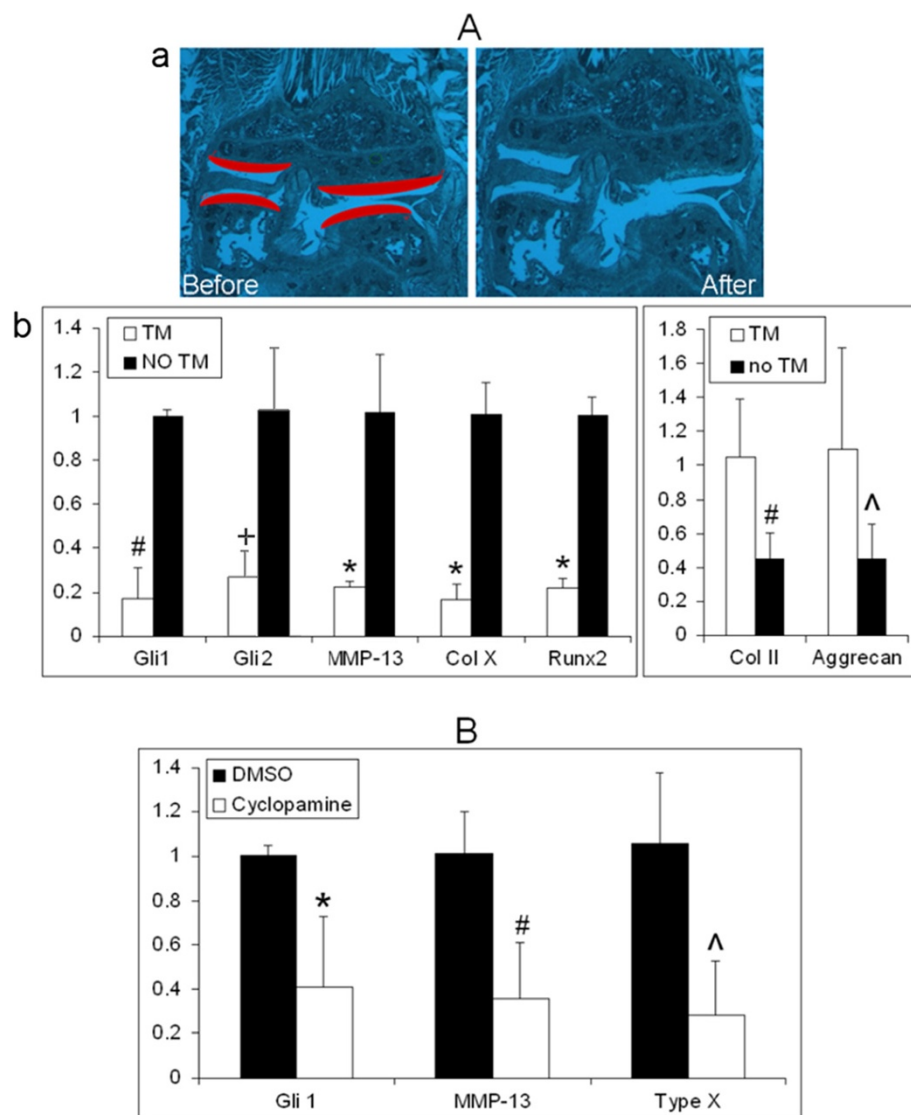 A
a
Before
After
b
1.4
1.2
1
0.8
0.6
0.4
0.2
0
TM
NO TM
#
+
*
*
*
Gli1 Gli2 MMP-13 Col X Runx2
1.8
1.6
1.4
1.2
1
0.8
0.6
0.4
0.2
0
TM
no TM
#
^
Col II Aggrecan
B
1.4
1.2
1
0.8
0.6
0.4
0.2
0
DMSO
Cyclopamine
*
#
^
Gli 1 MMP-13 Type X